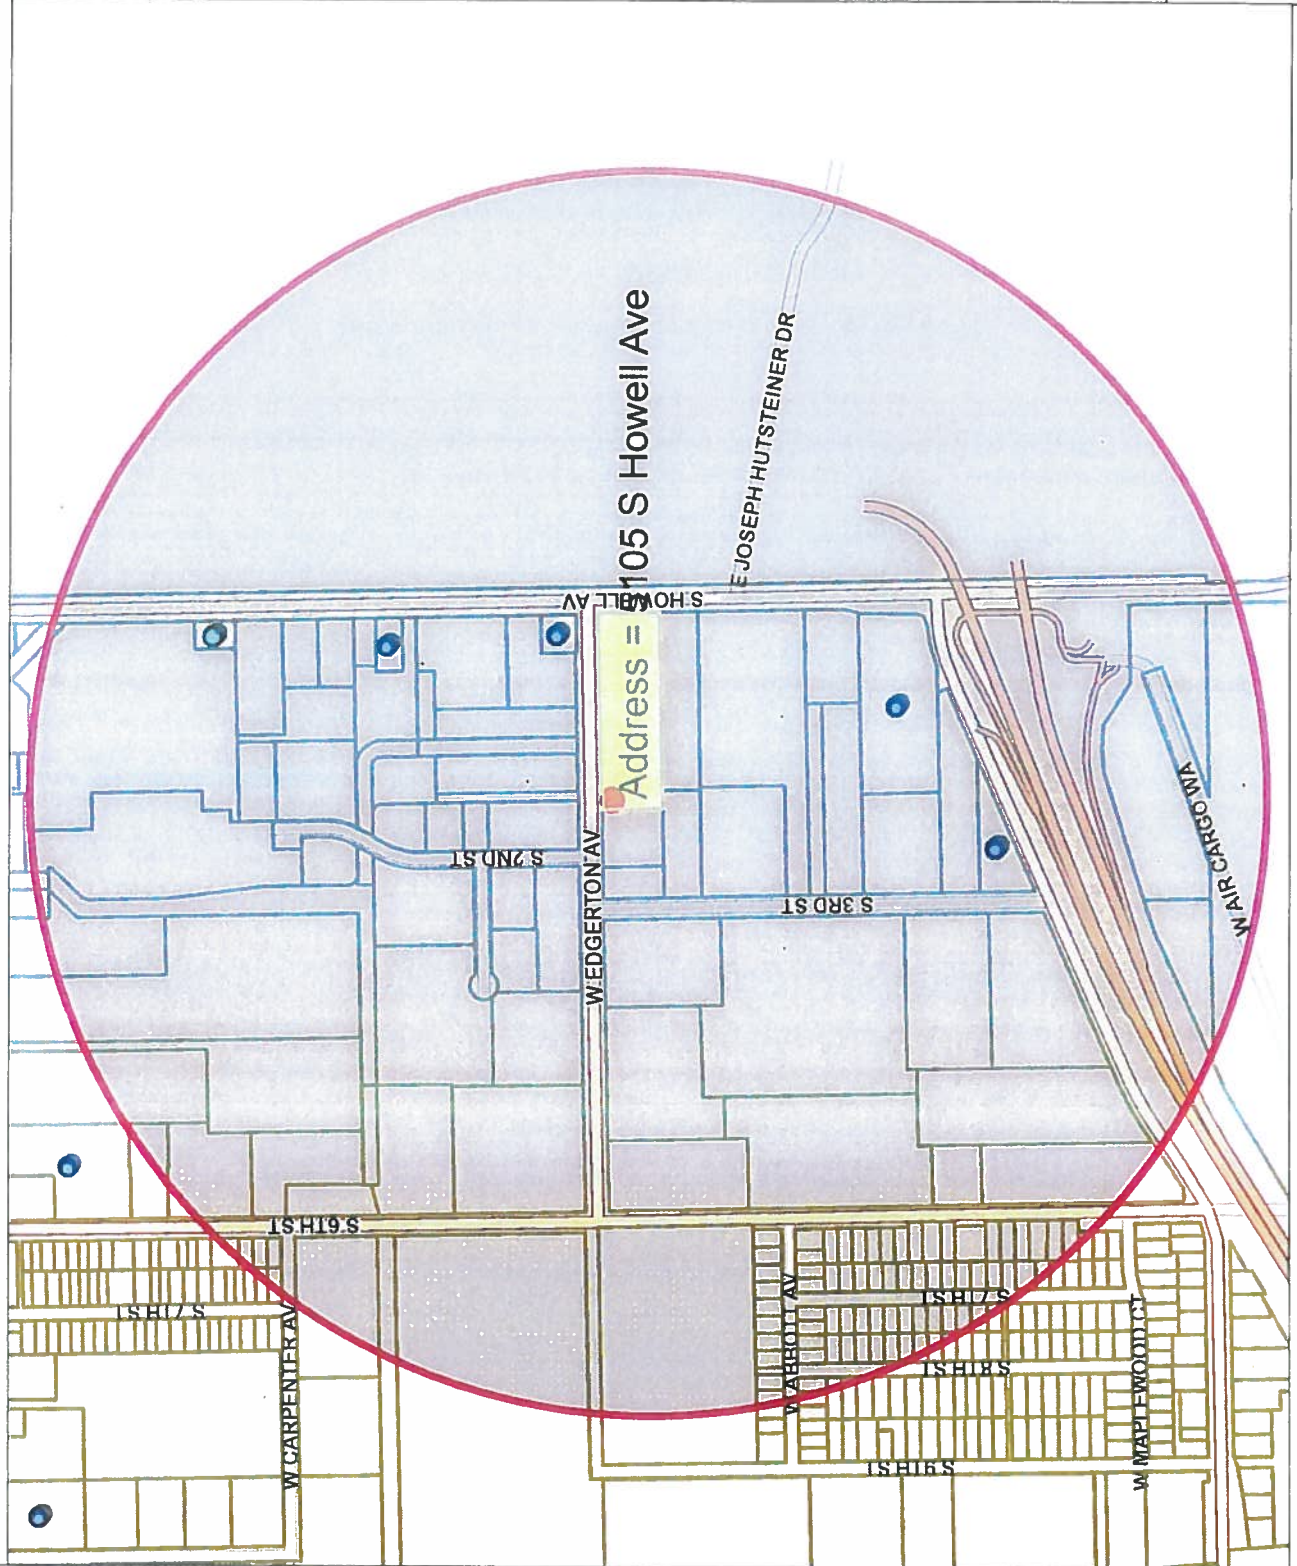 Address = S Howell Ave
E JOSEPH HUTSTEINER DR
S HOWELL AV
W EDGERTON AV
S 2ND ST
S 3RD ST
W AIR CARGO WA
S 6TH ST
S 7TH ST
S 7TH ST
W CARPENTER AV
W ABBOTT AV
S 8TH ST
W MAPLEWOOD CT
S 9TH ST